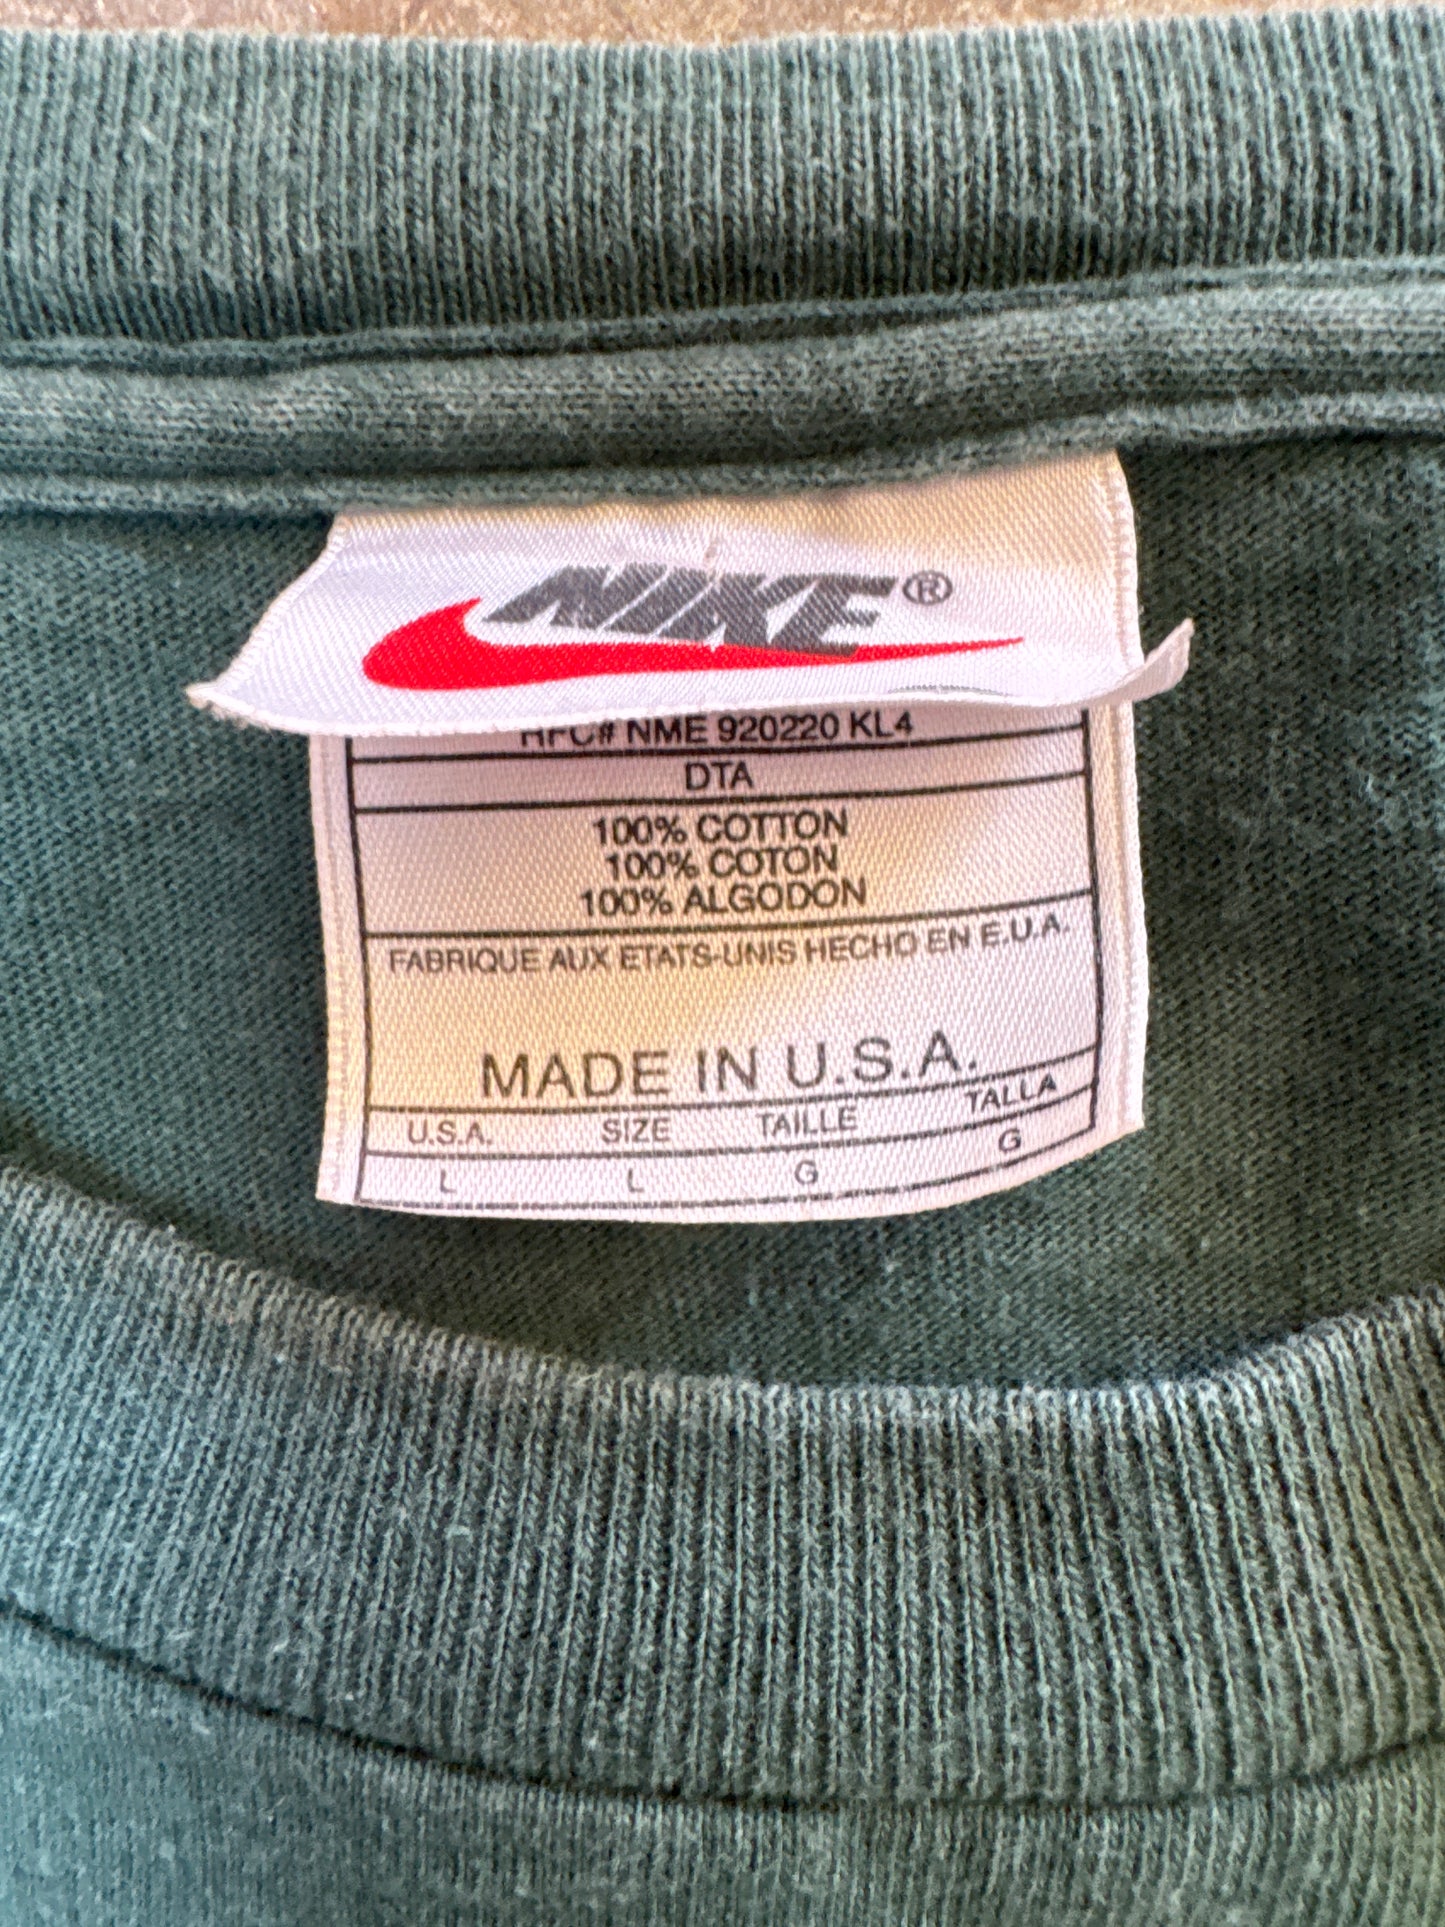 NIKE®
RFC# NME 920220 KL4
DTA
100% COTTON
100% COTON
100% ALGODON
FABRIQUE AUX ETATS-UNIS HECHO EN E.U.A.
MADE IN U.S.A.
U.S.A. SIZE TAILLE TALLA
L L G G